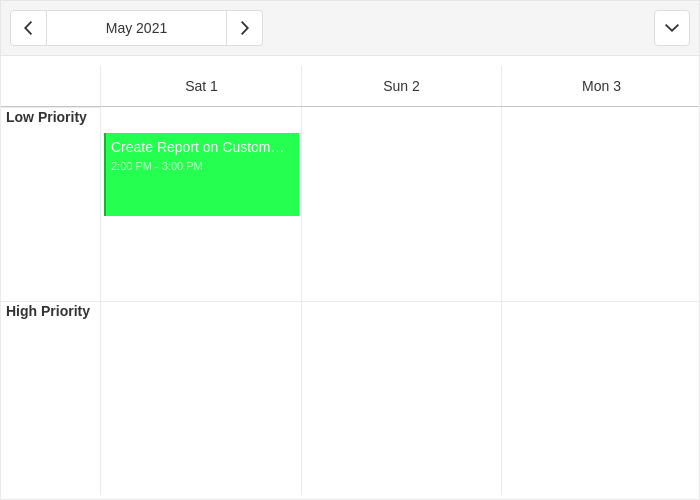 May 2021
Sat 1
Sun 2
Mon 3
Low Priority
Create Report on Custom…
2:00 PM - 3:00 PM
High Priority